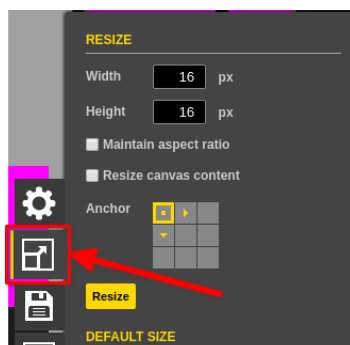 RESIZE
Width 16 px
Height 16 px
Maintain aspect ratio
Resize canvas content
Anchor
Resize
DEFAULT SIZE